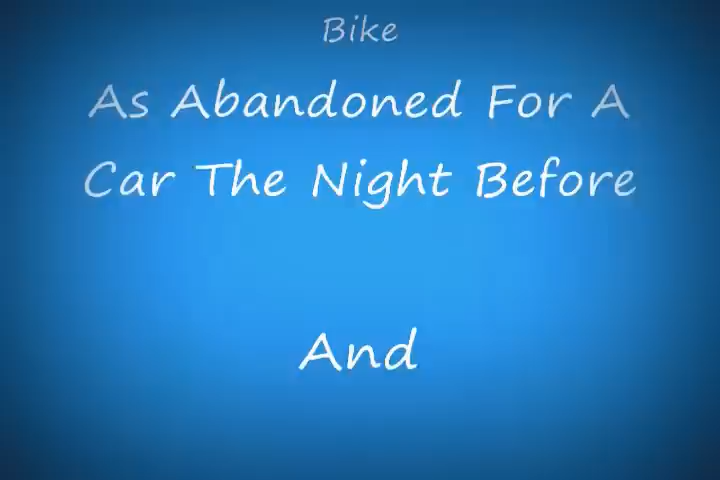 Bike
As Abandoned For A
Car The Night Before
And